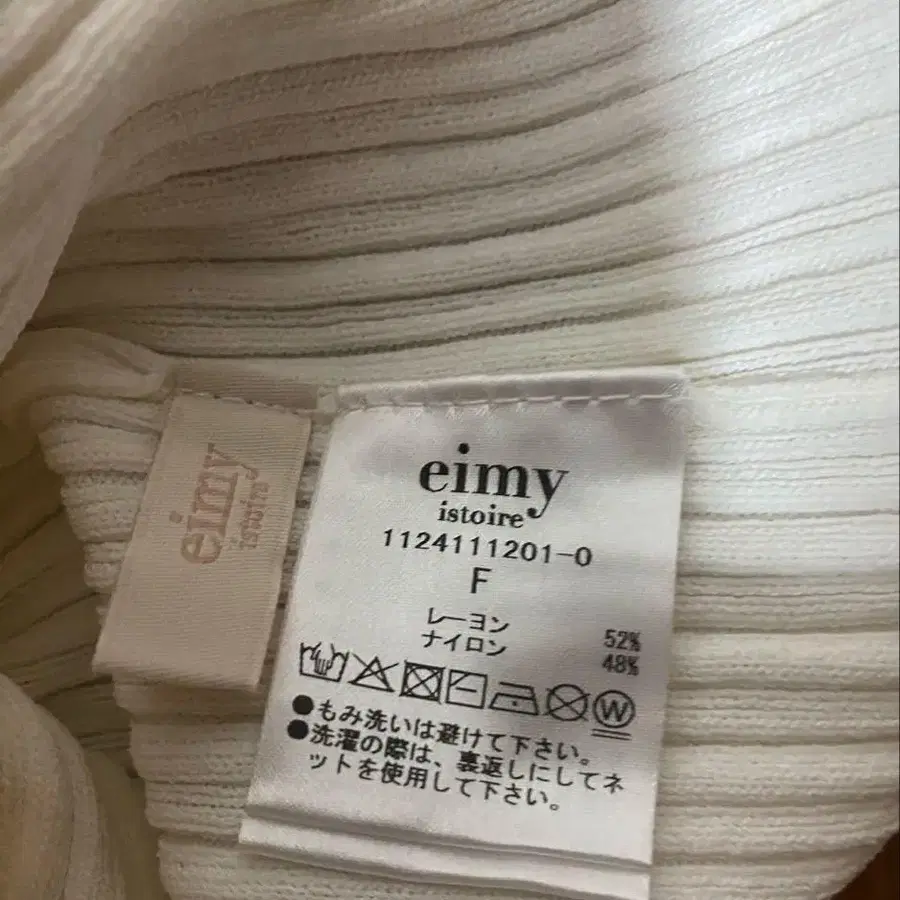 eimy
istoire
eimy
istoire
1124111201-0
F
レーヨン 52%
ナイロン 48%
W
●もみ洗いは避けて下さい。
●洗濯の際は、裏返しにしてネ
ットを使用して下さい。